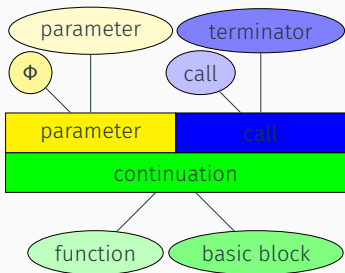 parameter terminator
Φ call
parameter call
continuation
function basic block